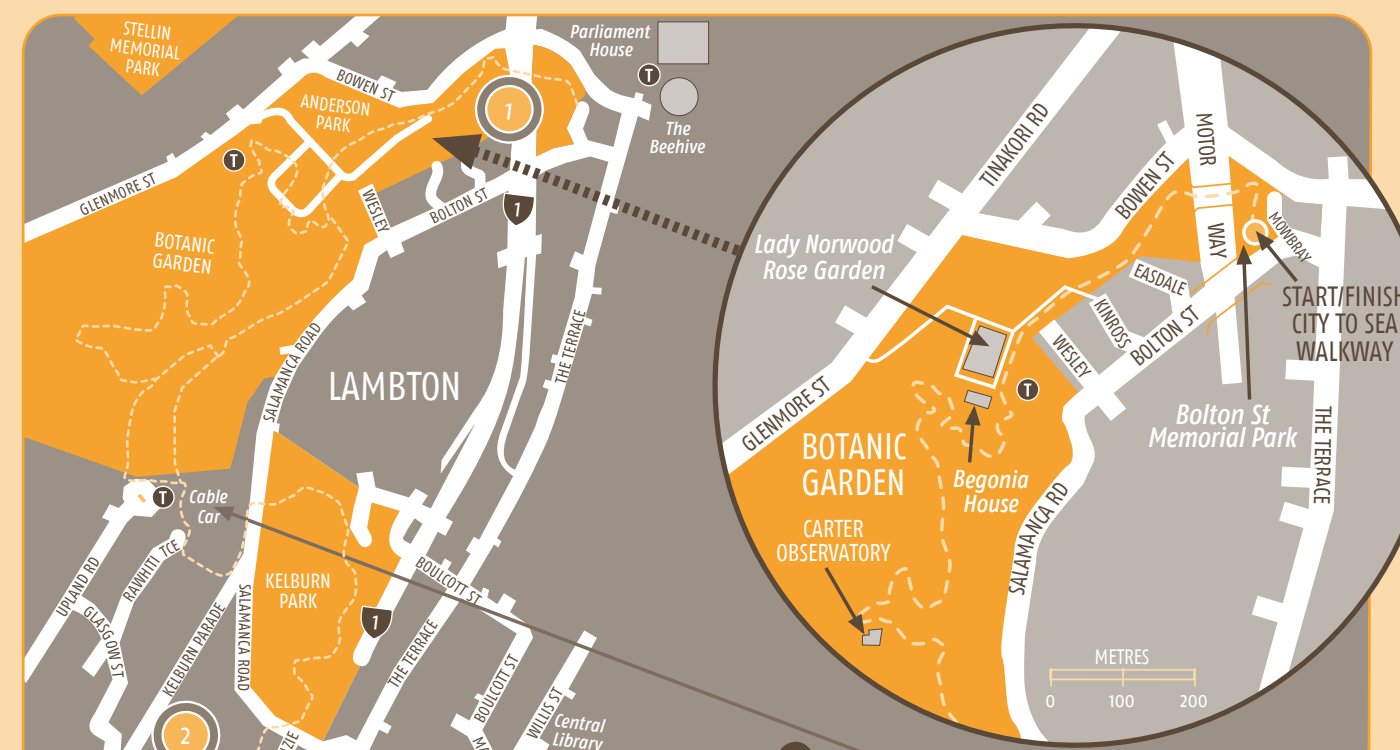 STELLIN
MEMORIAL
PARK
Parliament
House
T
The
Beehive
BOWEN ST
ANDERSON
PARK
1
T
GLENMORE ST
WESLEY
BOLTON ST
1
BOTANIC
GARDEN
SALAMANCA ROAD
LAMBTON
THE TERRACE
T
Cable
Car
UPLAND RD
RAWHITI TCE
GLASGOW ST
KELBURN PARADE
SALAMANCA ROAD
KELBURN
PARK
1
BOULCOTT ST
THE TERRACE
BOULCOTT ST
WILLIS ST
Central
Library
2
TINAKORI RD
BOWEN ST
MOTOR
WAY
MOWBRAY
Lady Norwood
Rose Garden
EASDALE
KINROSS
BOLTON ST
WESLEY
START/FINISH
CITY TO SEA
WALKWAY
T
GLENMORE ST
Bolton St
Memorial Park
BOTANIC
GARDEN
Begonia
House
THE TERRACE
CARTER
OBSERVATORY
SALAMANCA RD
METRES
0 100 200